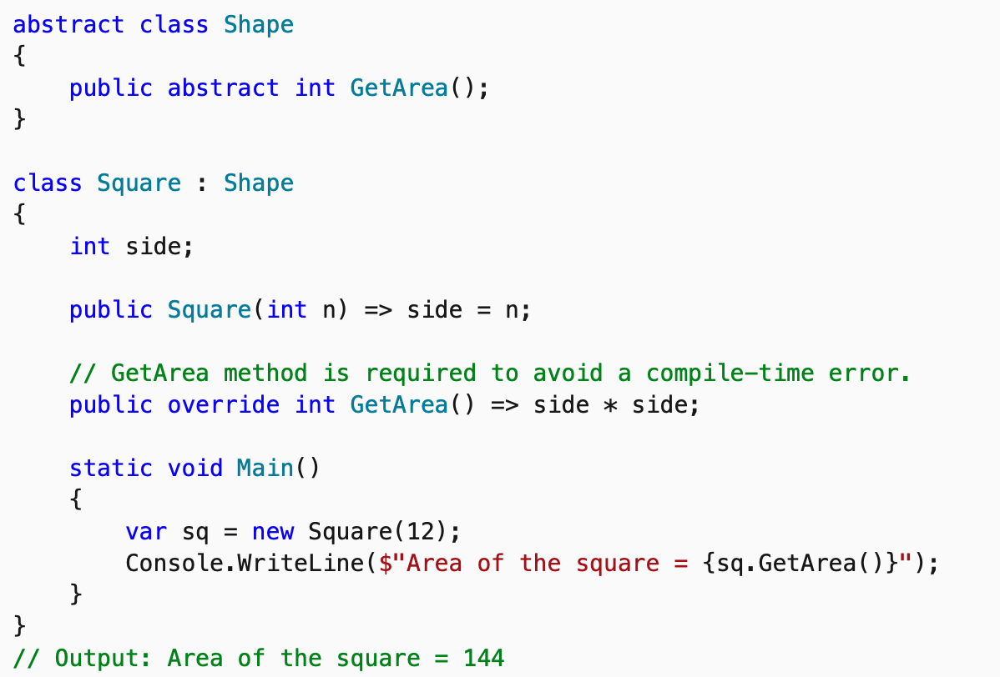 abstract class Shape
{
    public abstract int GetArea();
}

class Square : Shape
{
    int side;

    public Square(int n) => side = n;

    // GetArea method is required to avoid a compile-time error.
    public override int GetArea() => side * side;

    static void Main()
    {
        var sq = new Square(12);
        Console.WriteLine($"Area of the square = {sq.GetArea()}");
    }
}
// Output: Area of the square = 144